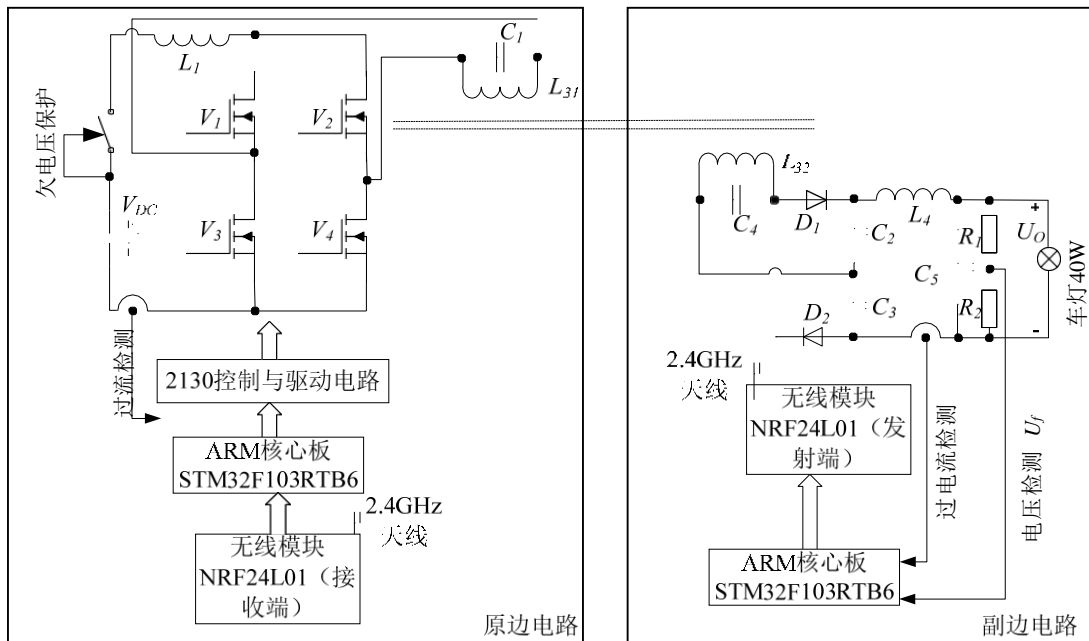 L1
C1
L31
欠电压保护
V1
V2
VDC
V3
V4
过流检测
2130控制与驱动电路
ARM核心板
STM32F103RTB6
2.4GHz
天线
无线模块
NRF24L01（接
收端）
原边电路
L32
C4
D1
L4
C2
R1
+
UO
C5
车灯40W
C3
R2
D2
-
2.4GHz
天线
无线模块
NRF24L01（发
射端）
过电流检测
电压检测 Uf
ARM核心板
STM32F103RTB6
副边电路